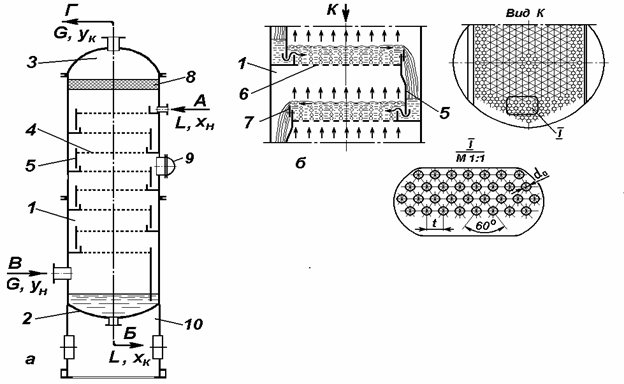 Г
G, yк
3
8
А
L, xн
4
5
9
1
В
G, yн
2
Б
L, xк
10
а
К
1
6
5
7
б
Вид К
I
I
М 1:1
dо
t
60°